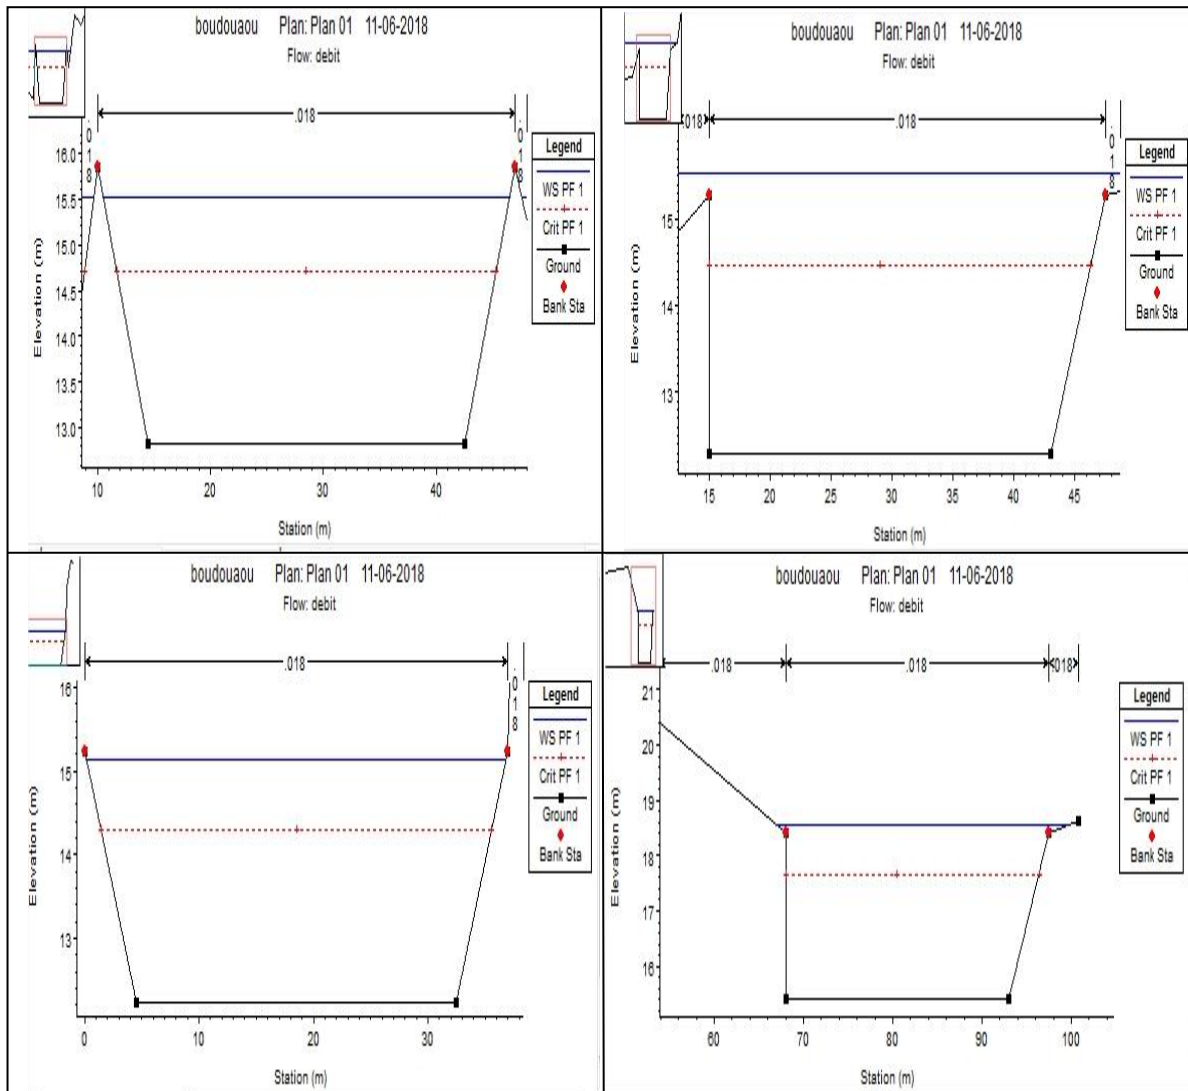 boudouaou Plan: Plan 01 11-06-2018
Flow: debit
.018
.018
.018
16.0
15.5
15.0
14.5
14.0
13.5
13.0
Elevation (m)
10 20 30 40
Station (m)
Legend
WS PF 1
Crit PF 1
Ground
Bank Sta
boudouaou Plan: Plan 01 11-06-2018
Flow: debit
.018 .018
.018
15
14
13
Elevation (m)
15 20 25 30 35 40 45
Station (m)
Legend
WS PF 1
Crit PF 1
Ground
Bank Sta
boudouaou Plan: Plan 01 11-06-2018
Flow: debit
.018
.018
16
15
14
13
Elevation (m)
0 10 20 30
Station (m)
Legend
WS PF 1
Crit PF 1
Ground
Bank Sta
boudouaou Plan: Plan 01 11-06-2018
Flow: debit
.018 .018 .018
21
20
19
18
17
16
Elevation (m)
60 70 80 90 100
Station (m)
Legend
WS PF 1
Crit PF 1
Ground
Bank Sta